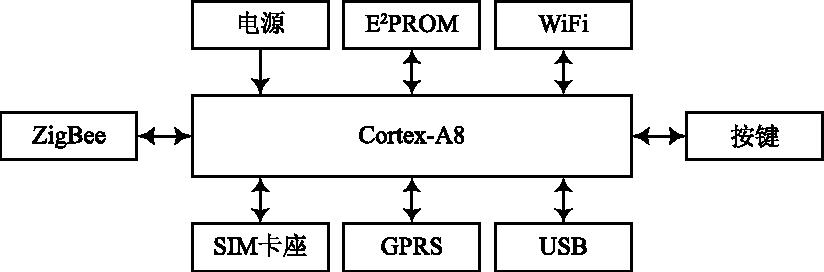 电源
E²PROM
WiFi
ZigBee
Cortex-A8
按键
SIM卡座
GPRS
USB